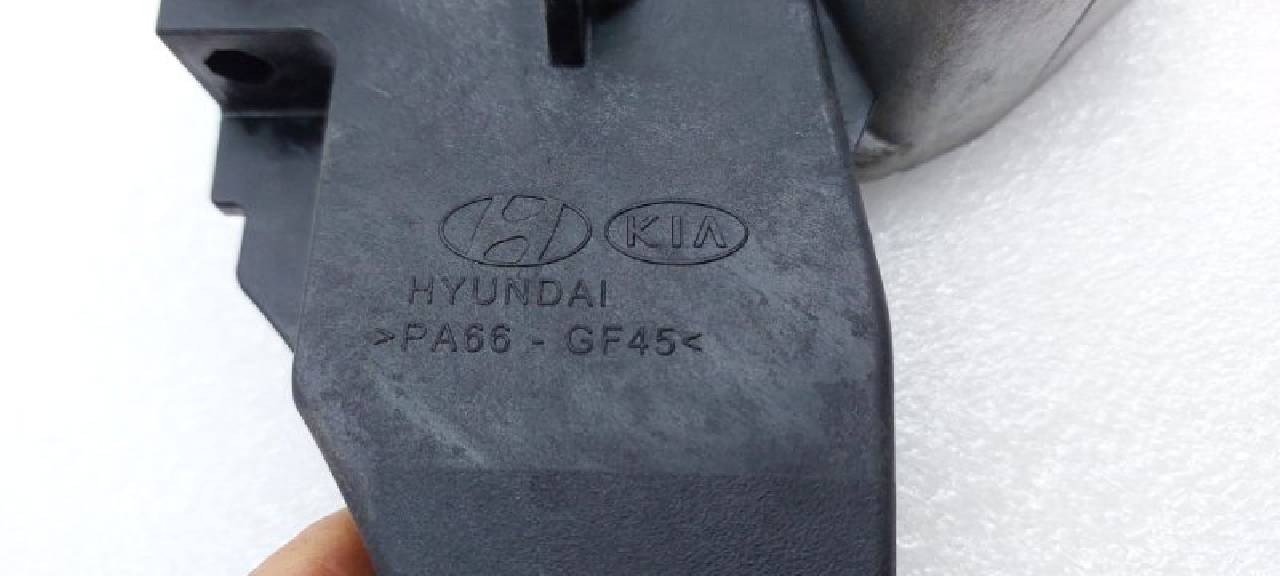 KIA
HYUNDAI
>PA66 - GF45<